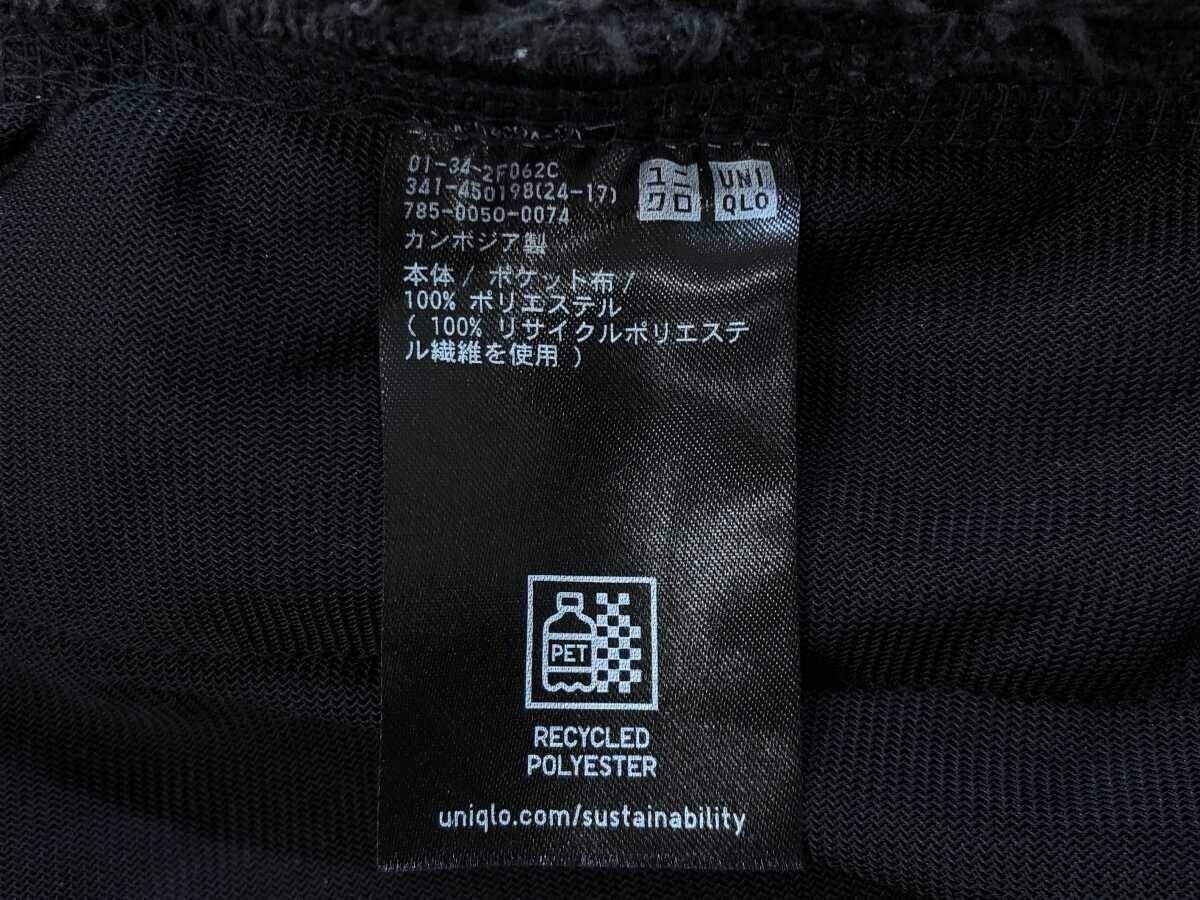 01-34-2F062C
341-450198(24-17)
785-0050-0074
ユニ
クロ
UNI
QLO
カンボジア製
本体 / ポケット布 /
100% ポリエステル
( 100% リサイクルポリエステ
ル繊維を使用 )
PET
RECYCLED
POLYESTER
uniqlo.com/sustainability